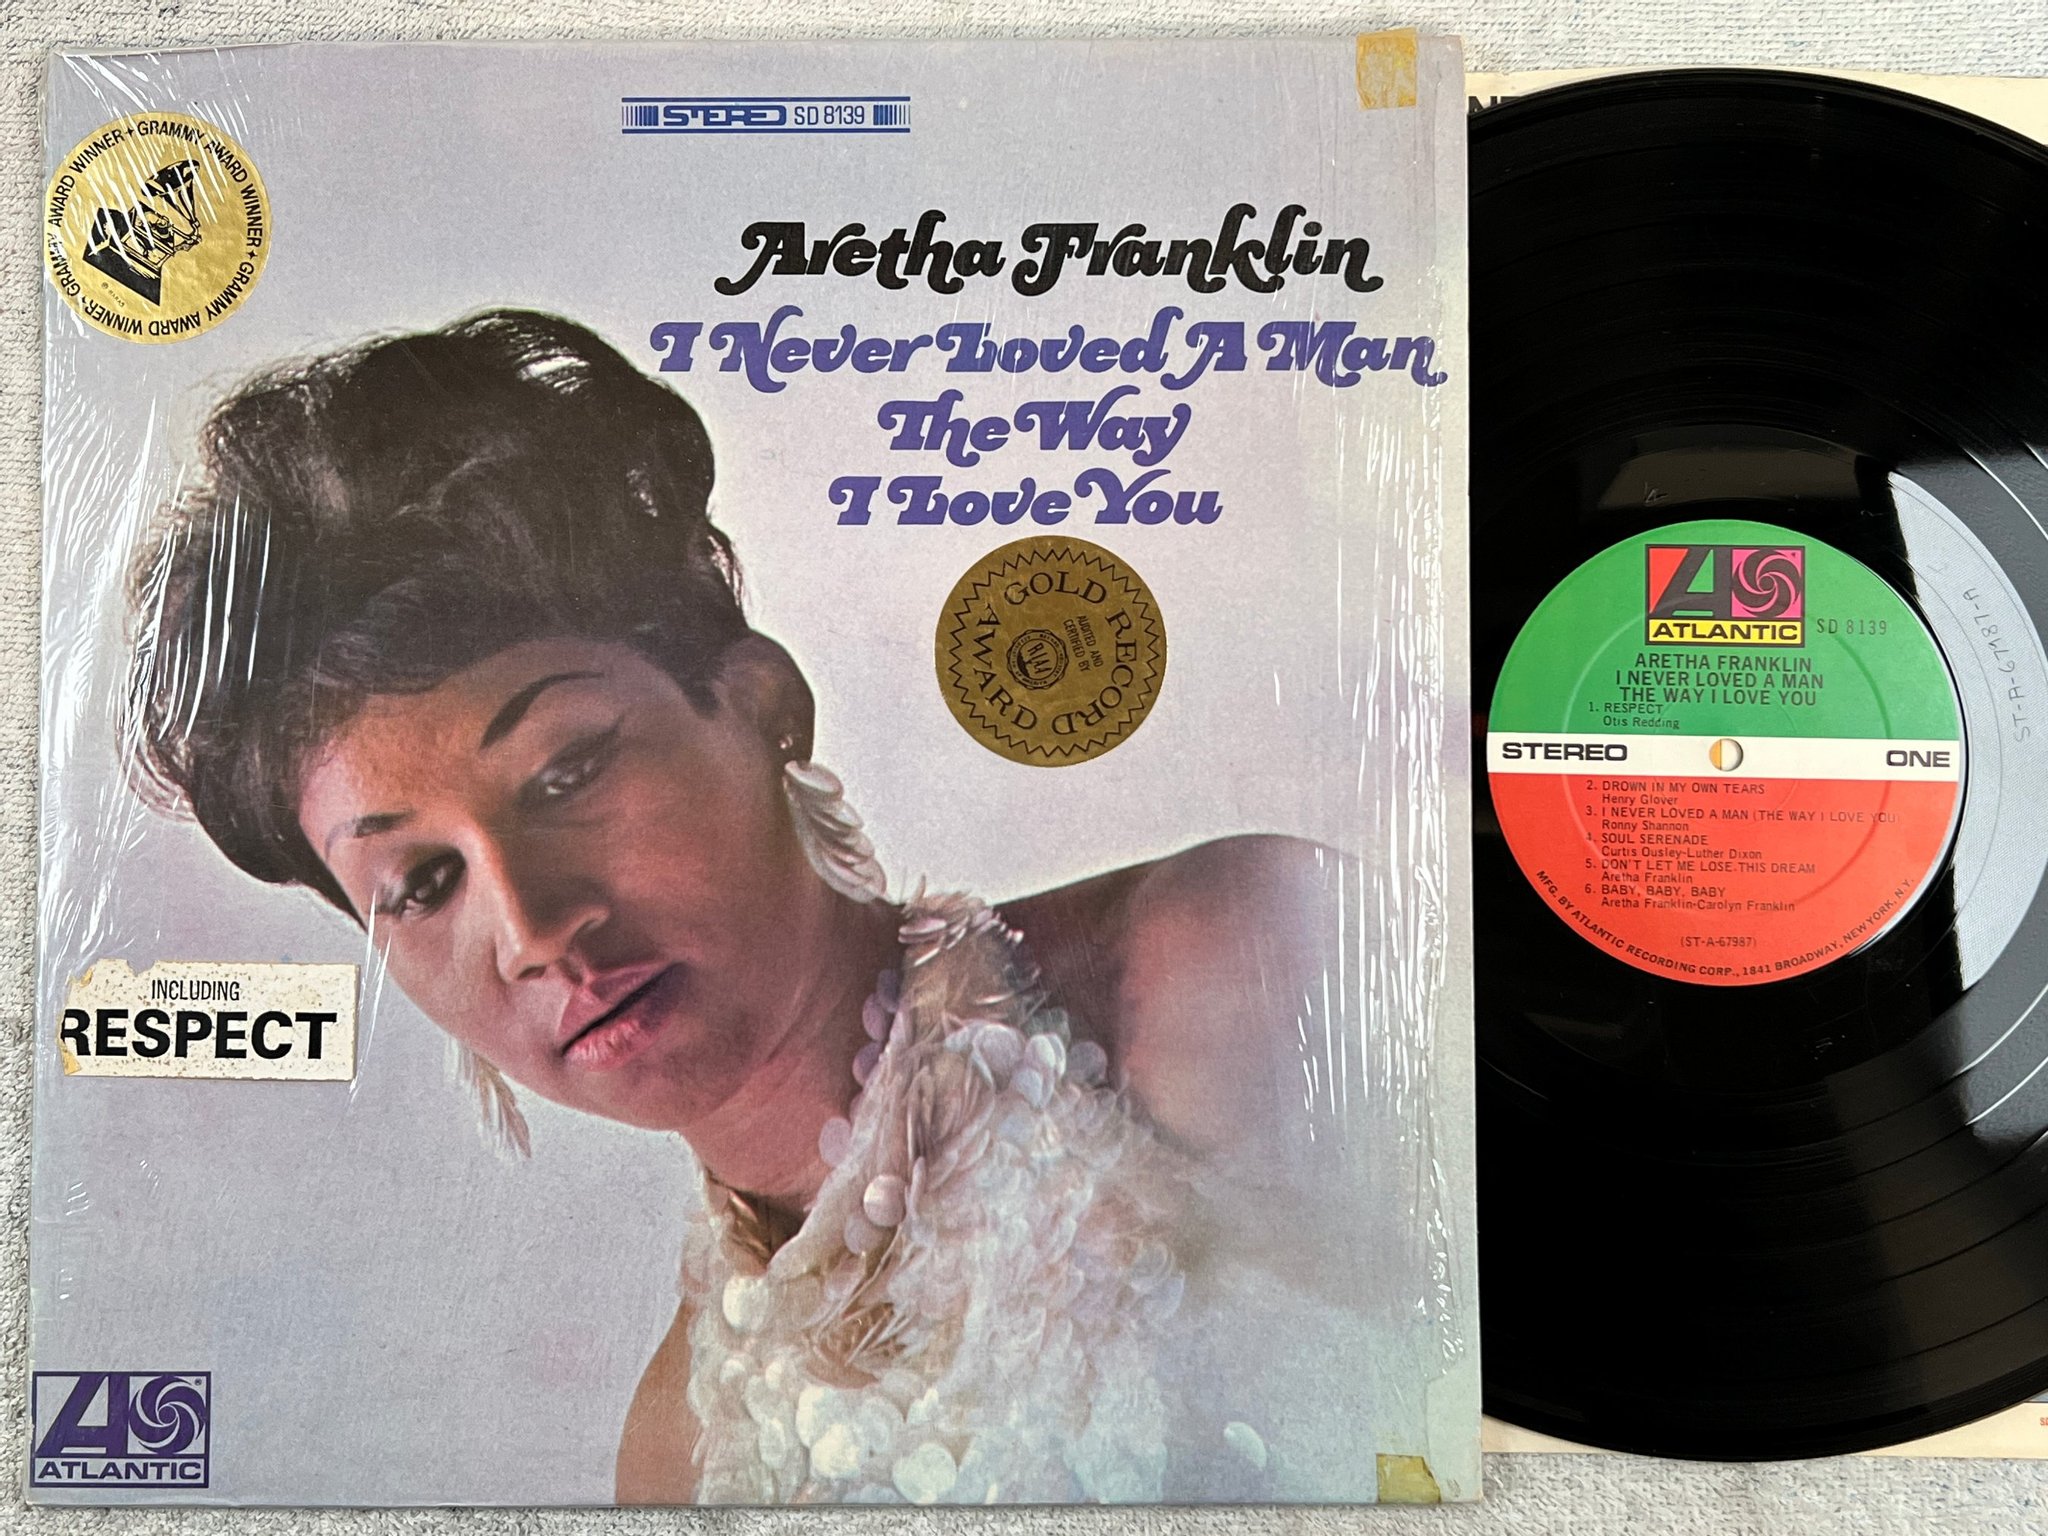 STEREO SD 8139
GRAMMY AWARD WINNER + GRAMMY AWARD WINNER + GRAMMY AWARD WINNER +
Aretha Franklin
I Never Loved A Man
The Way
I Love You
GOLD RECORD AWARD
AUDITED AND
CERTIFIED BY
RIAA
INCLUDING
RESPECT
ATLANTIC
ATLANTIC
SD 8139
ARETHA FRANKLIN
I NEVER LOVED A MAN
THE WAY I LOVE YOU
1. RESPECT
Otis Redding
STEREO ONE
2. DROWN IN MY OWN TEARS
Henry Glover
3. I NEVER LOVED A MAN (THE WAY I LOVE YOU)
Ronny Shannon
4. SOUL SERENADE
Curtis Ousley-Luther Dixon
5. DON'T LET ME LOSE THIS DREAM
Aretha Franklin
6. BABY, BABY, BABY
Aretha Franklin-Carolyn Franklin
(ST-A-67987)
MFG. BY ATLANTIC RECORDING CORP., 1841 BROADWAY, NEW YORK, N.Y.